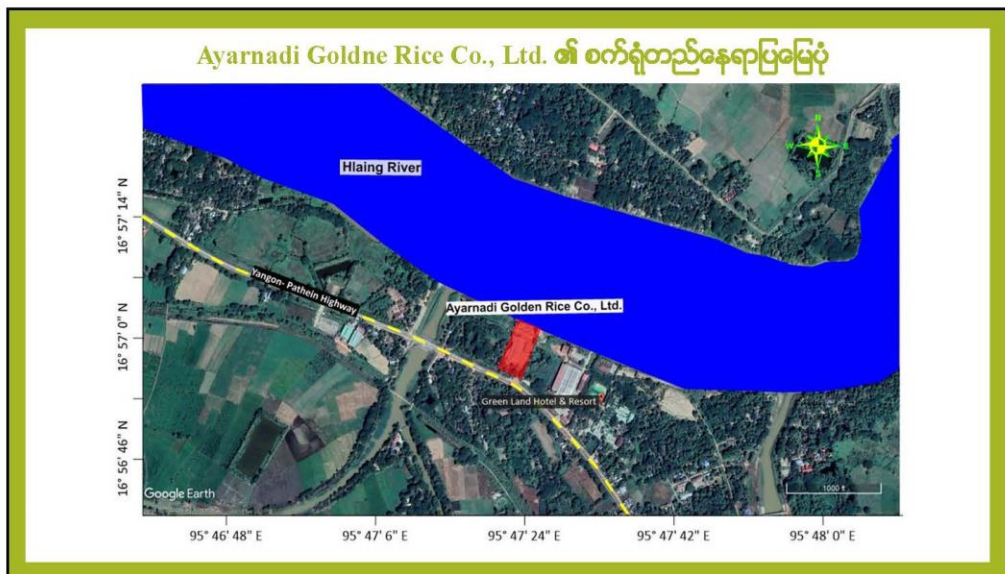 Ayarnadi Goldne Rice Co., Ltd. ၏ စက်ရုံတည်နေရာပြမြေပုံ
N
W E
S
Hlaing River
16° 57' 14" N
Yangon- Pathein Highway
Ayarnadi Golden Rice Co., Ltd.
16° 57' 0" N
Green Land Hotel & Resort
16° 56' 46" N
Google Earth
1000 ft
95° 46' 48" E
95° 47' 6" E
95° 47' 24" E
95° 47' 42" E
95° 48' 0" E